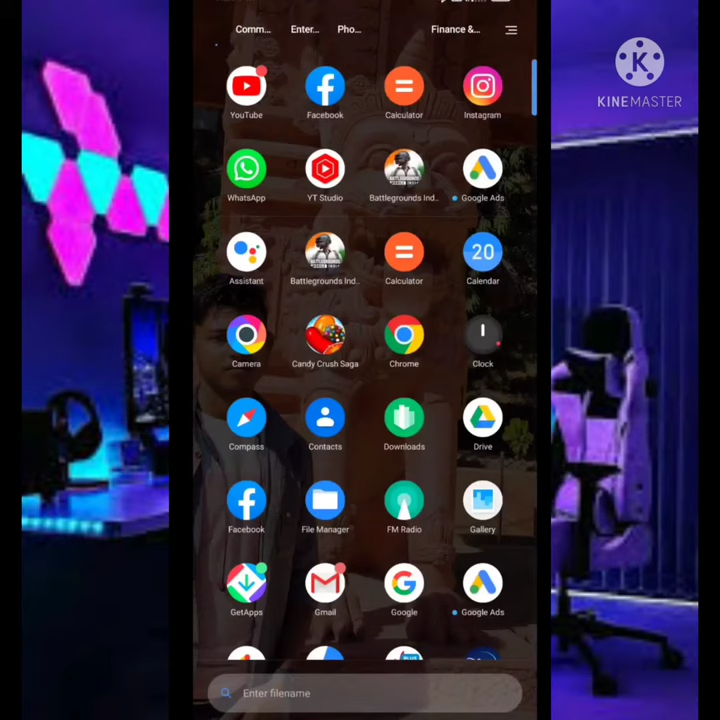 Comm... Enter... Pho... Finance &...
K
KINEMASTER
YouTube Facebook Calculator Instagram
WhatsApp YT Studio Battlegrounds Ind.. Google Ads
20
Assistant Battlegrounds Ind.. Calculator Calendar
Camera Candy Crush Saga Chrome Clock
Compass Contacts Downloads Drive
Facebook File Manager FM Radio Gallery
GetApps Gmail Google Google Ads
Enter filename